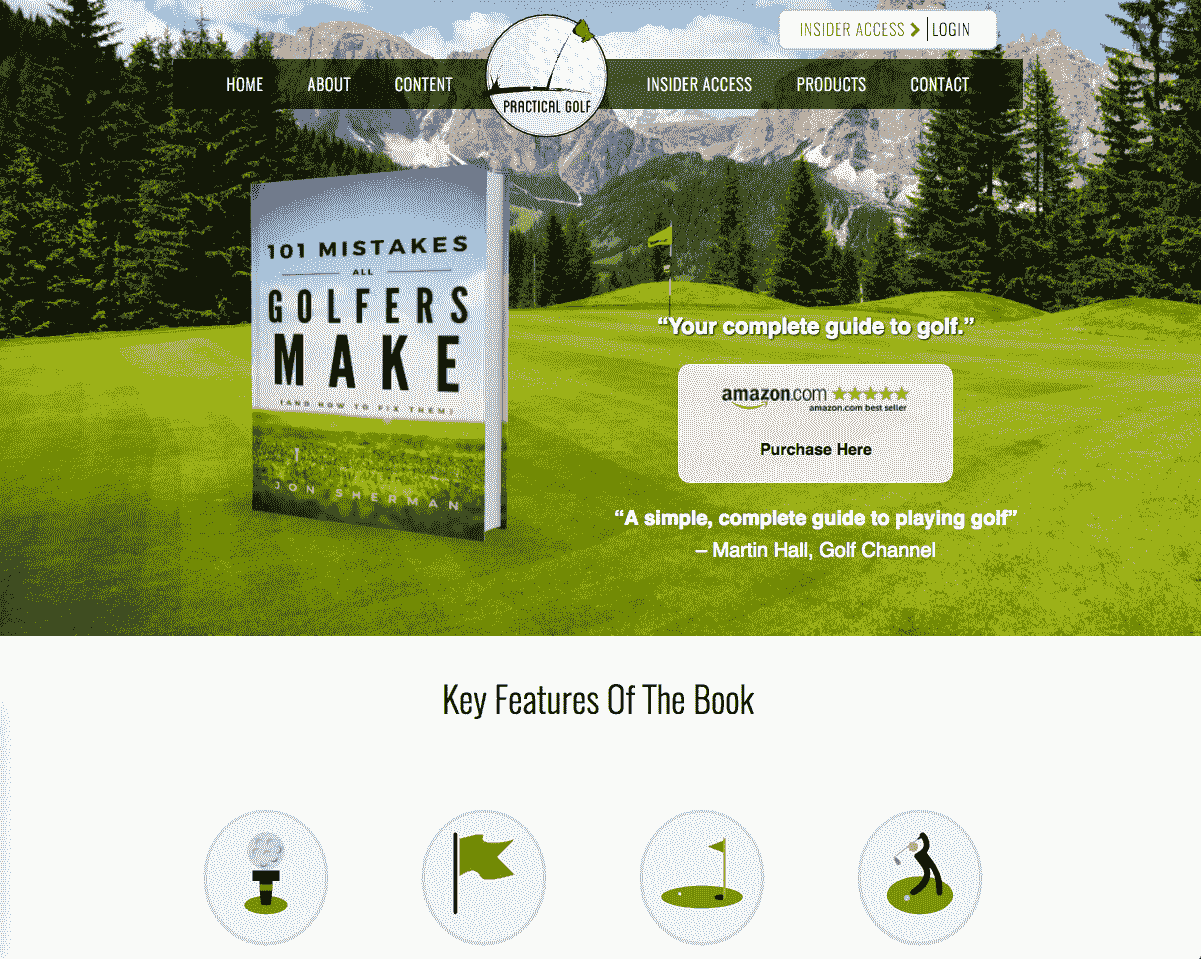 INSIDER ACCESS
LOGIN
HOME
ABOUT
CONTENT
PRACTICAL GOLF
INSIDER ACCESS
PRODUCTS
CONTACT
101 MISTAKES
ALL
GOLFERS
MAKE
(AND HOW TO FIX THEM)
JON SHERMAN
“Your complete guide to golf.”
amazon.com
amazon.com best seller
Purchase Here
“A simple, complete guide to playing golf”
– Martin Hall, Golf Channel
Key Features Of The Book